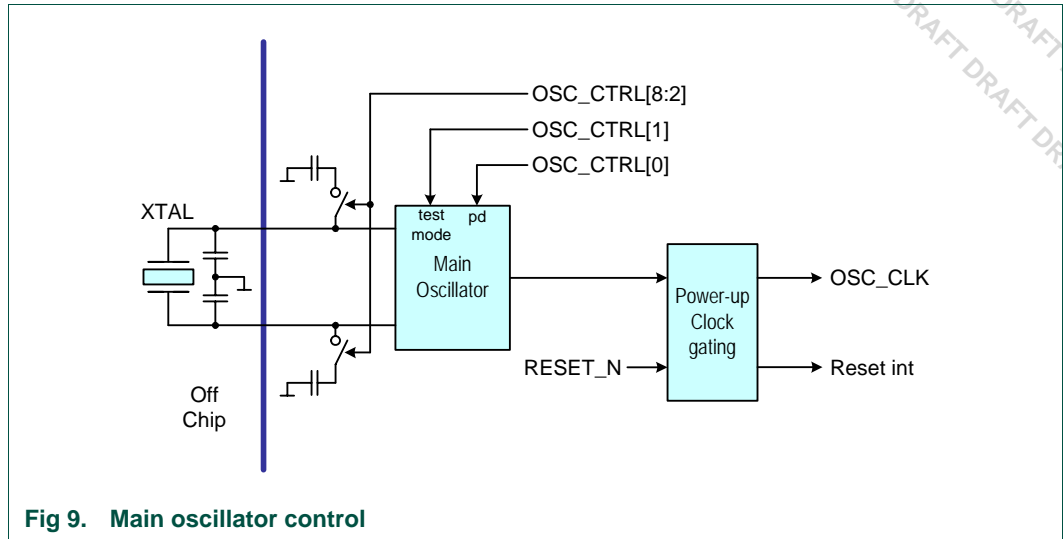 DRAFT
DRAFT DRAFT
OSC_CTRL[8:2]
OSC_CTRL[1]
OSC_CTRL[0]
XTAL
test
mode
pd
Main
Oscillator
Power-up
Clock
gating
OSC_CLK
RESET_N
Reset int
Off
Chip
Fig 9. Main oscillator control